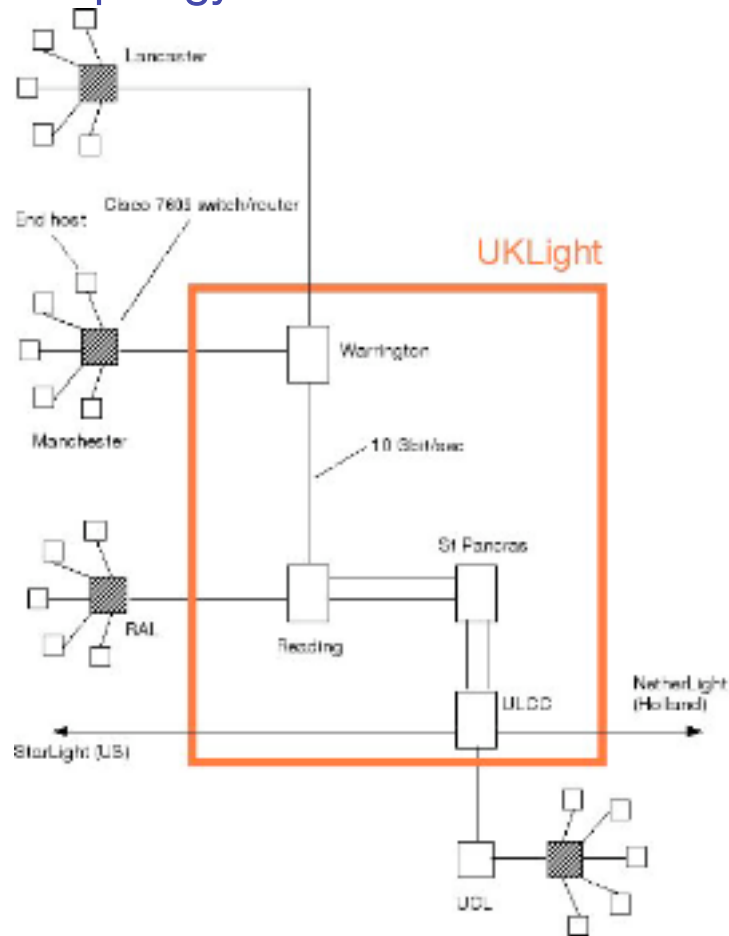 Lancaster
Cisco 7609 switch/router
End host
UKLight
Warrington
Manchester
10 Gbit/sec
St Pancras
RAL
Reading
ULCC
NetherLight
(Holland)
StarLight (US)
UCL